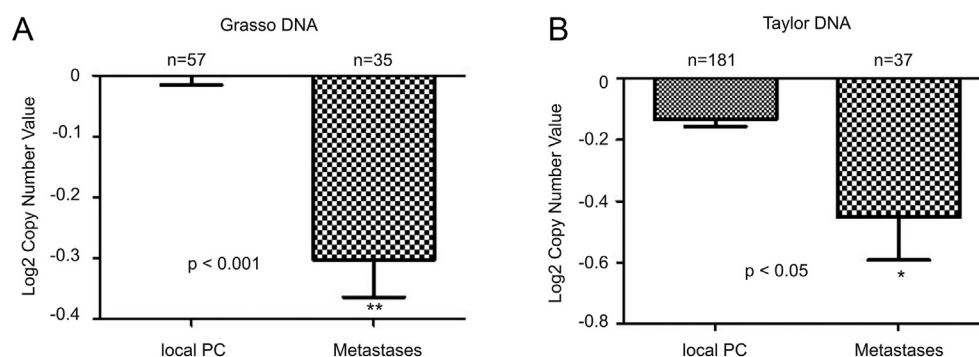 A
Grasso DNA
n=57
n=35
0
-0.1
-0.2
-0.3
-0.4
Log2 Copy Number Value
p < 0.001
**
local PC
Metastases
B
Taylor DNA
n=181
n=37
0
-0.2
-0.4
-0.6
-0.8
Log2 Copy Number Value
p < 0.05
*
local PC
Metastases